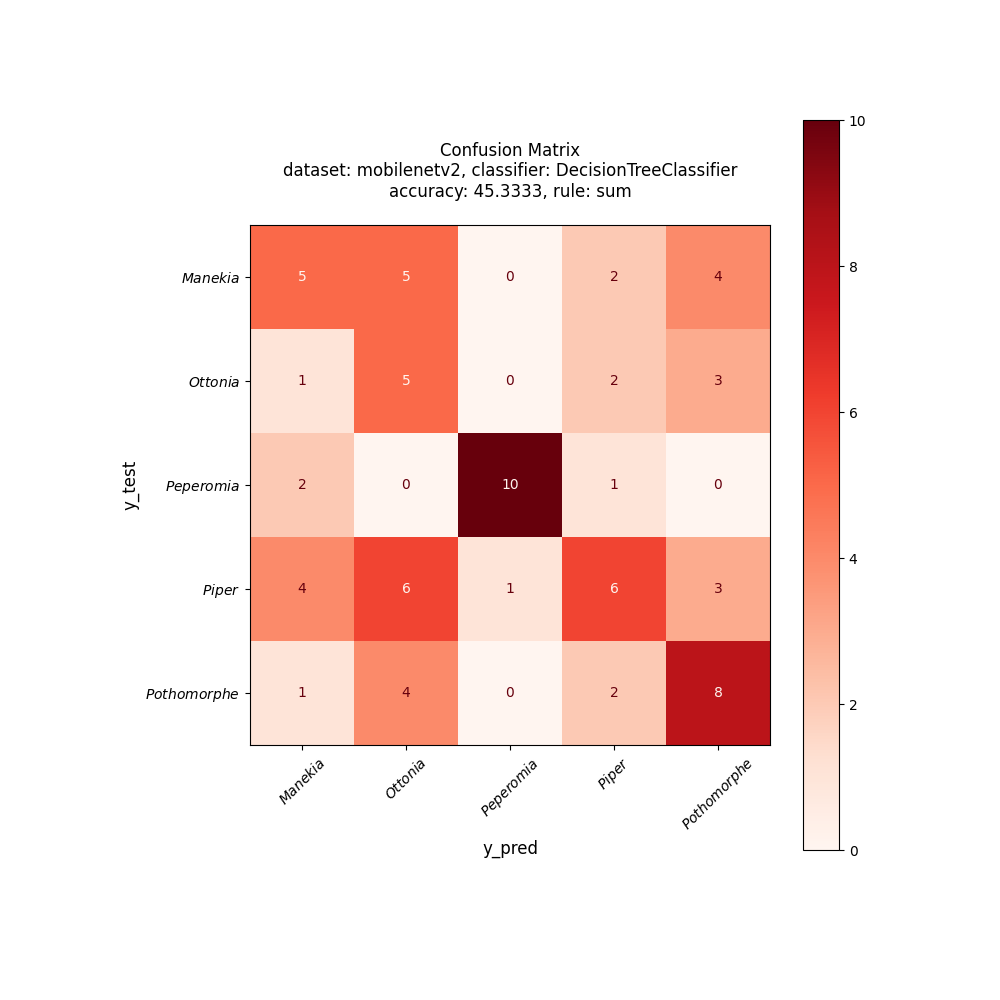 Confusion Matrix
dataset: mobilenetv2, classifier: DecisionTreeClassifier
accuracy: 45.3333, rule: sum
10
8
6
4
2
0
y_test
Manekia 5 5 0 2 4
Ottonia 1 5 0 2 3
Peperomia 2 0 10 1 0
Piper 4 6 1 6 3
Pothomorphe 1 4 0 2 8
Manekia Ottonia Peperomia Piper Pothomorphe
y_pred